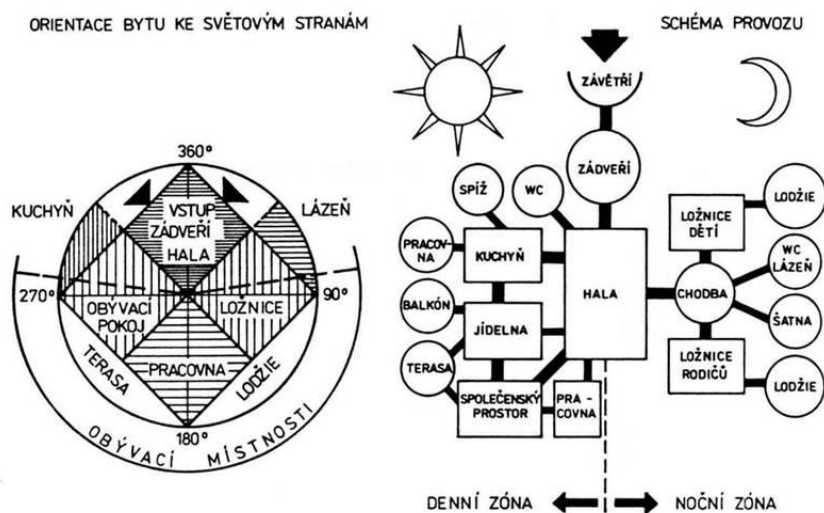 ORIENTACE BYTU KE SVĚTOVÝM STRANÁM
360°
KUCHYŇ
LÁZEŇ
VSTUP
ZÁDVEŘÍ
HALA
270°
90°
OBÝVACÍ
POKOJ
LOZNICE
PRACOVNA
TERASA
LODŽIE
180°
OBÝVACÍ MÍSTNOSTI
SCHÉMA PROVOZU
ZÁVĚTŘÍ
ZÁDVEŘÍ
SPÍŽ
WC
PRACOV-
NA
KUCHYŇ
BALKÓN
JÍDELNA
TERASA
SPOLEČENSKÝ
PROSTOR
PRA-
COVNA
HALA
LOŽNICE
DĚTÍ
LODŽIE
WC
LÁZEŇ
CHODBA
ŠATNA
LOŽNICE
RODIČŮ
LODŽIE
DENNÍ ZÓNA
NOČNÍ ZÓNA